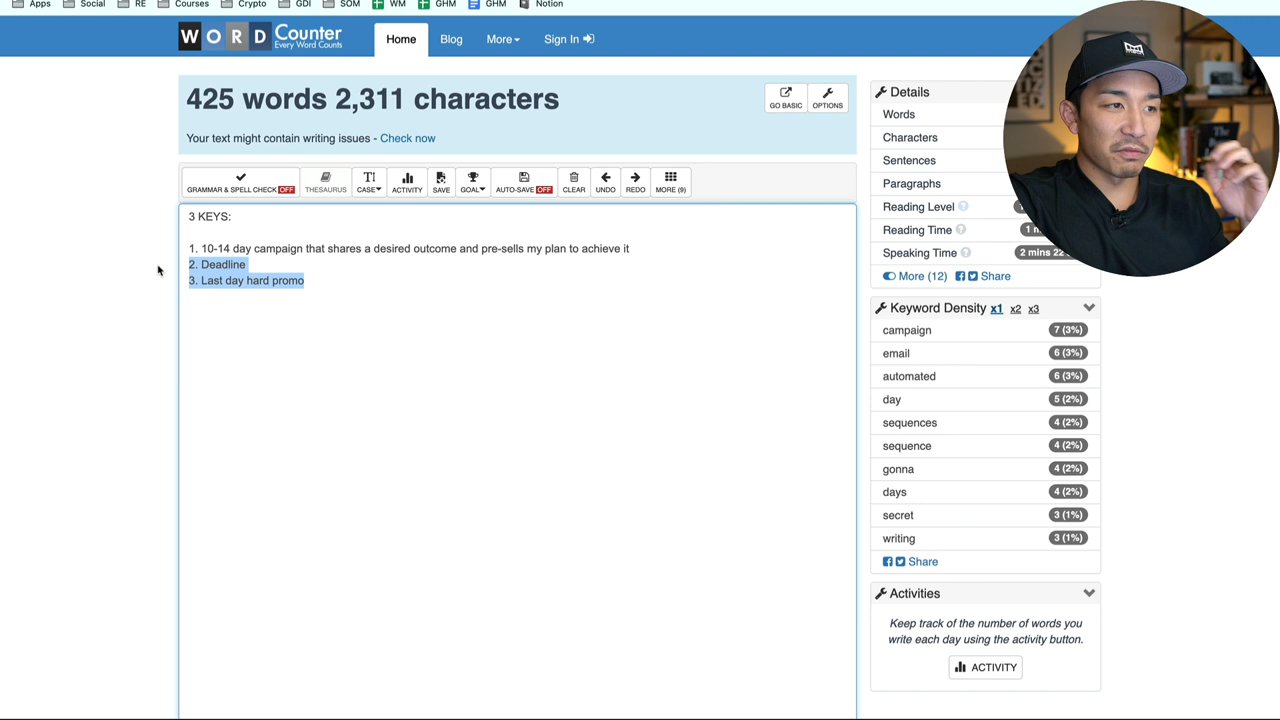 Apps Social RE Courses Crypto GDI SOM WM GHM GHM Notion
WORD Counter
Every Word Counts
Home Blog More Sign In
425 words 2,311 characters
Your text might contain writing issues - Check now
GO BASIC OPTIONS
GRAMMAR & SPELL CHECK OFF THESAURUS CASE ACTIVITY SAVE GOAL AUTO-SAVE OFF CLEAR UNDO REDO MORE (9)
3 KEYS:
1. 10-14 day campaign that shares a desired outcome and pre-sells my plan to achieve it
2. Deadline
3. Last day hard promo
Details
Words
Characters
Sentences
Paragraphs
Reading Level
Reading Time
Speaking Time 2 mins 22
More (12) Share
Keyword Density x1 x2 x3
campaign 7 (3%)
email 6 (3%)
automated 6 (3%)
day 5 (2%)
sequences 4 (2%)
sequence 4 (2%)
gonna 4 (2%)
days 4 (2%)
secret 3 (1%)
writing 3 (1%)
Share
Activities
Keep track of the number of words you
write each day using the activity button.
ACTIVITY